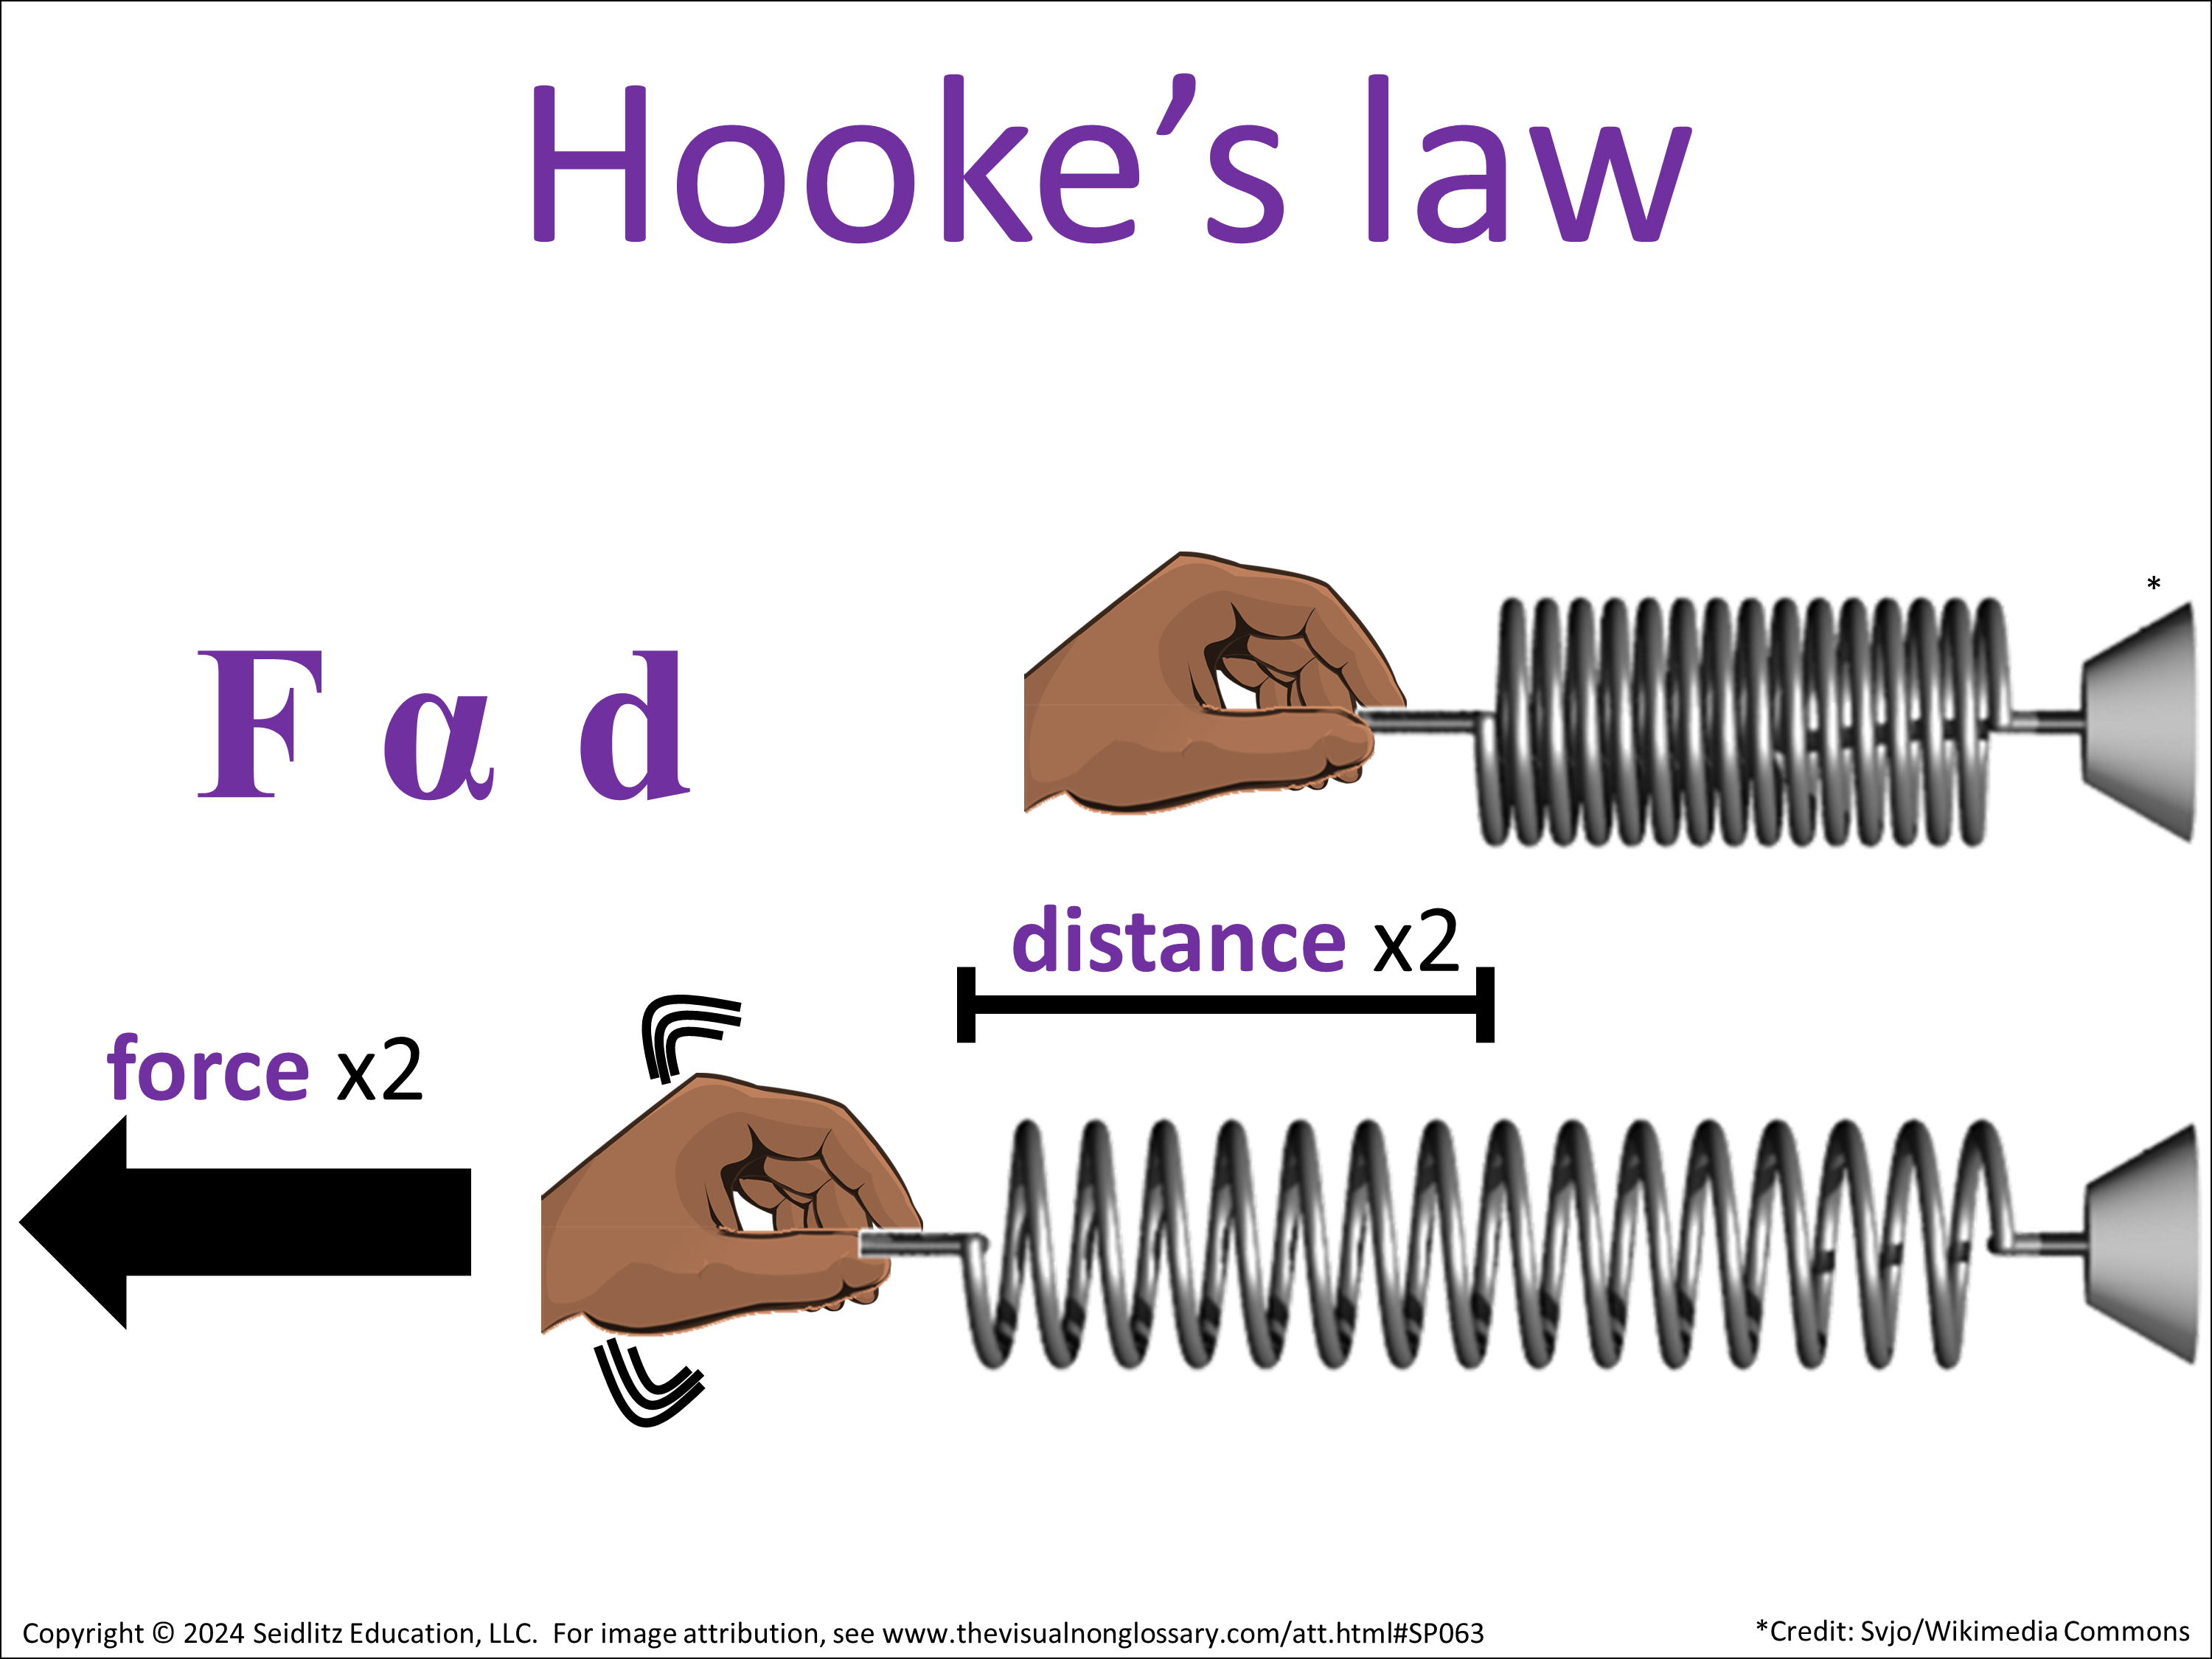 Hooke’s law
*
F α d
distance x2
force x2
Copyright © 2024 Seidlitz Education, LLC.  For image attribution, see www.thevisualnonglossary.com/att.html#SP063
*Credit: Svjo/Wikimedia Commons